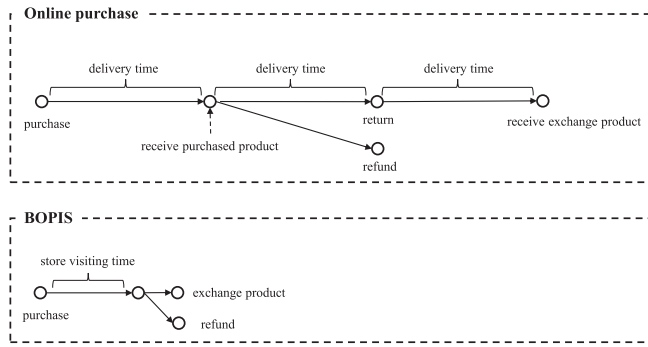 Online purchase
delivery time delivery time delivery time
purchase
return
receive exchange product
receive purchased product
refund
BOPIS
store visiting time
exchange product
purchase
refund